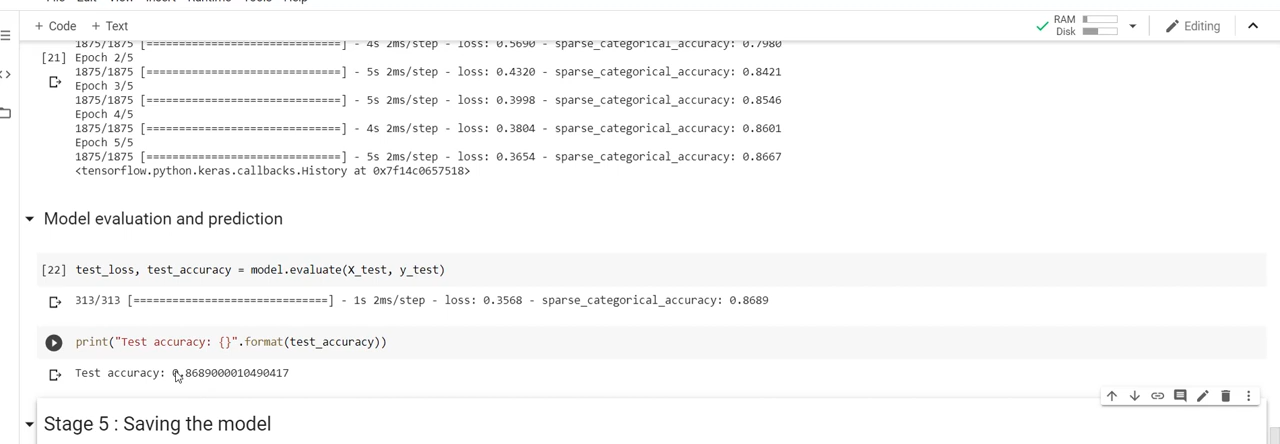 + Code + Text
RAM
Disk
Editing
1875/1875 [==============================] - 4s 2ms/step - loss: 0.5690 - sparse_categorical_accuracy: 0.7980
[21] Epoch 2/5
1875/1875 [==============================] - 5s 2ms/step - loss: 0.4320 - sparse_categorical_accuracy: 0.8421
Epoch 3/5
1875/1875 [==============================] - 5s 2ms/step - loss: 0.3998 - sparse_categorical_accuracy: 0.8546
Epoch 4/5
1875/1875 [==============================] - 4s 2ms/step - loss: 0.3804 - sparse_categorical_accuracy: 0.8601
Epoch 5/5
1875/1875 [==============================] - 5s 2ms/step - loss: 0.3654 - sparse_categorical_accuracy: 0.8667
<tensorflow.python.keras.callbacks.History at 0x7f14c0657518>
Model evaluation and prediction
[22] test_loss, test_accuracy = model.evaluate(X_test, y_test)
313/313 [==============================] - 1s 2ms/step - loss: 0.3568 - sparse_categorical_accuracy: 0.8689
print("Test accuracy: {}".format(test_accuracy))
Test accuracy: 0.8689000010490417
Stage 5 : Saving the model